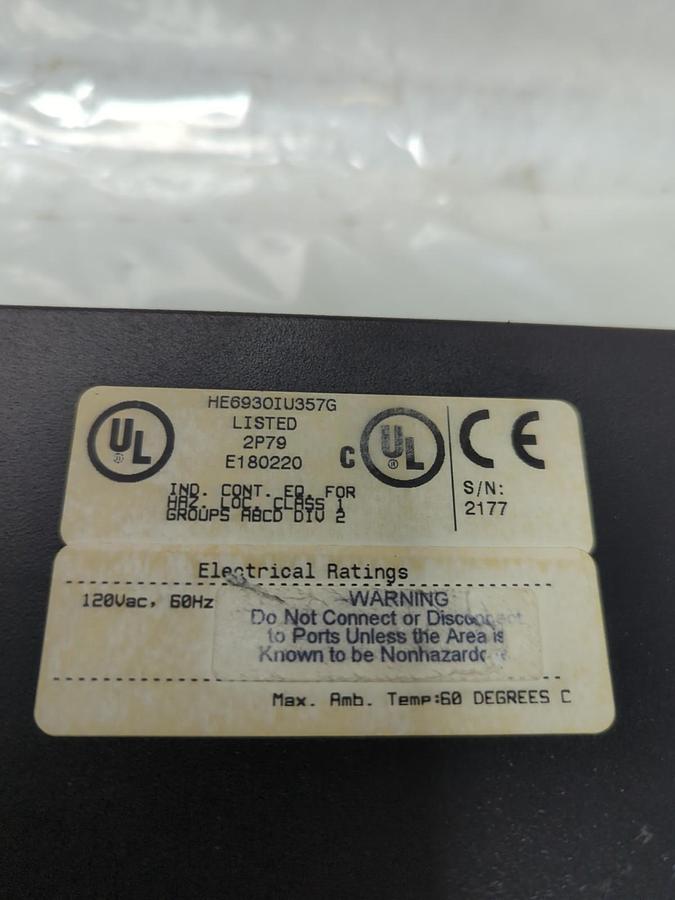 HE693OIU357G
LISTED
2P79
E180220
UL
C UL
CE
IND. CONT. EQ. FOR
HAZ. LOC. CLASS 1
GROUPS ABCD DIV 2
S/N:
2177
Electrical Ratings
120Vac, 60Hz
WARNING
Do Not Connect or Disconnect
to Ports Unless the Area is
Known to be
Max. Amb. Temp:60 DEGREES C